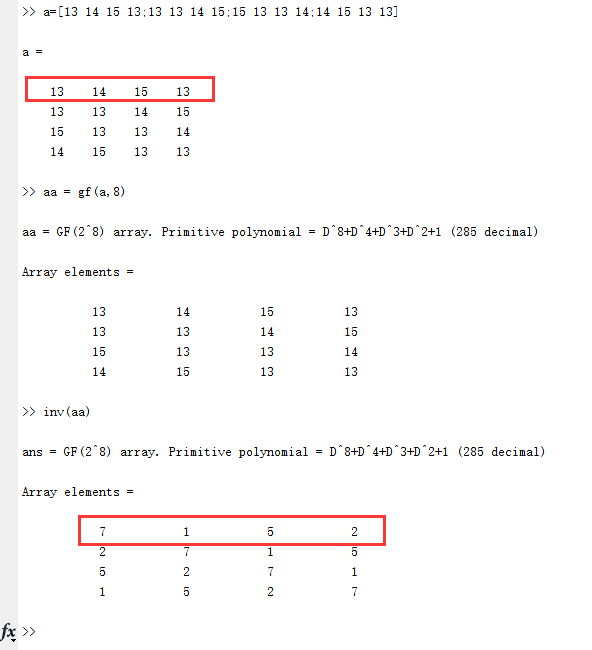 >> a=[13 14 15 13;13 13 14 15;15 13 13 14;14 15 13 13]
a =
13 14 15 13
13 13 14 15
15 13 13 14
14 15 13 13
>> aa = gf(a,8)
aa = GF(2^8) array. Primitive polynomial = D^8+D^4+D^3+D^2+1 (285 decimal)
Array elements =
13 14 15 13
13 13 14 15
15 13 13 14
14 15 13 13
>> inv(aa)
ans = GF(2^8) array. Primitive polynomial = D^8+D^4+D^3+D^2+1 (285 decimal)
Array elements =
7 1 5 2
2 7 1 5
5 2 7 1
1 5 2 7
fx >>